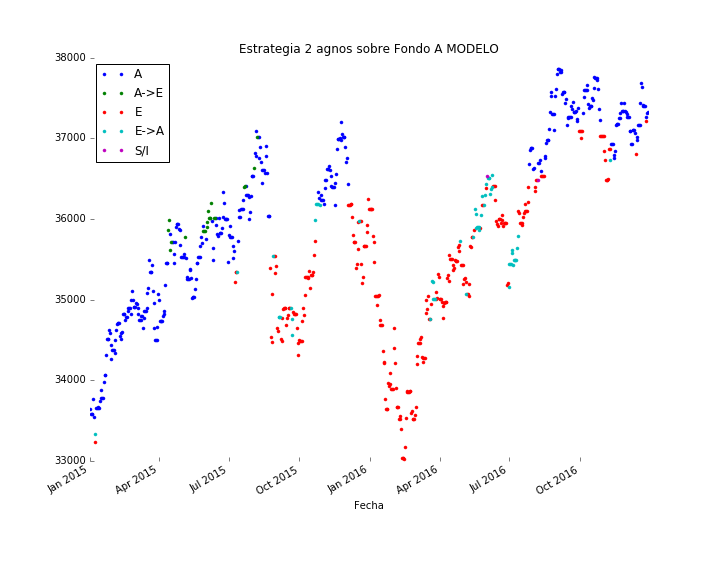 Estrategia 2 agnos sobre Fondo A MODELO
38000
37000
36000
35000
34000
33000
A
A->E
E
E->A
S/I
Jan 2015
Apr 2015
Jul 2015
Oct 2015
Jan 2016
Apr 2016
Jul 2016
Oct 2016
Fecha